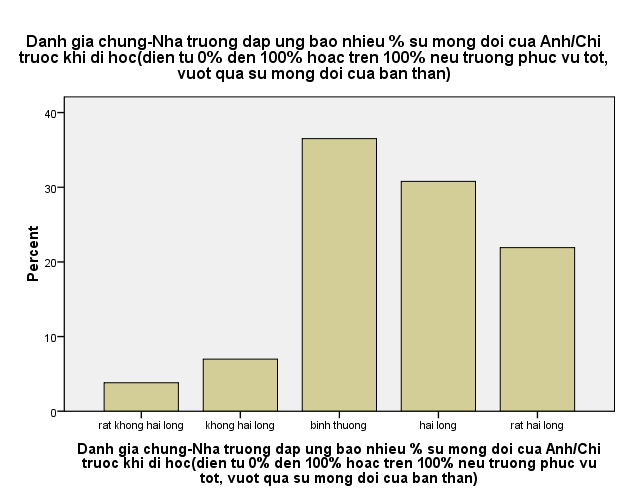 Danh gia chung-Nha truong dap ung bao nhieu % su mong doi cua Anh/Chi
truoc khi di hoc(dien tu 0% den 100% hoac tren 100% neu truong phuc vu tot,
vuot qua su mong doi cua ban than)
40
30
20
10
0
Percent
rat khong hai long
khong hai long
binh thuong
hai long
rat hai long
Danh gia chung-Nha truong dap ung bao nhieu % su mong doi cua Anh/Chi
truoc khi di hoc(dien tu 0% den 100% hoac tren 100% neu truong phuc vu
tot, vuot qua su mong doi cua ban than)